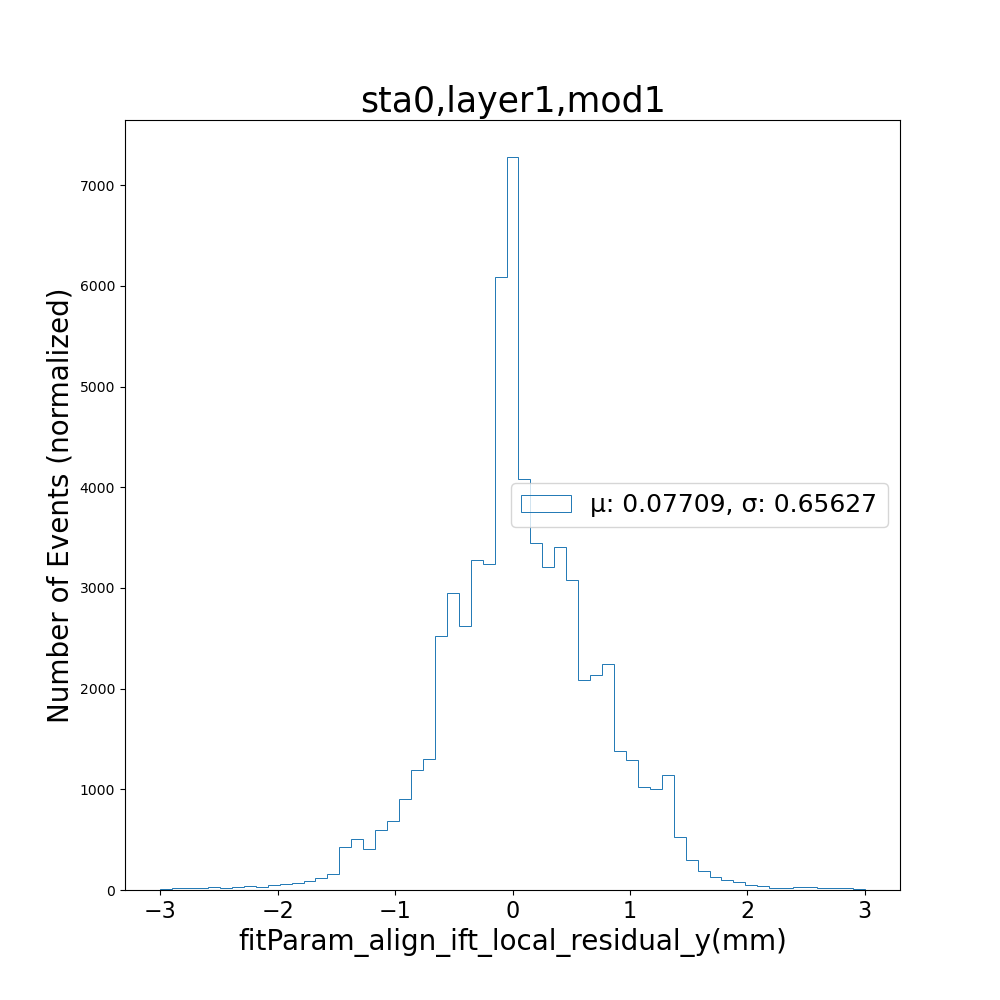 sta0,layer1,mod1
Number of Events (normalized)
7000
6000
5000
4000
3000
2000
1000
0
μ: 0.07709, σ: 0.65627
−3 −2 −1 0 1 2 3
fitParam_align_ift_local_residual_y(mm)